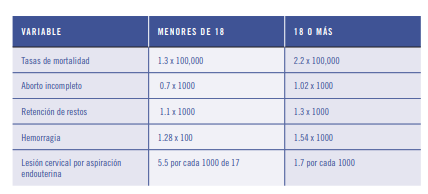 VARIABLE MENORES DE 18 18 O MÁS
Tasas de mortalidad 1.3 x 100,000 2.2 x 100,000
Aborto incompleto 0.7 x 1000 1.02 x 1000
Retención de restos 1.1 x 1000 1.3 x 1000
Hemorragia 1.28 x 100 1.54 x 1000
Lesión cervical por aspiración 5.5 por cada 1000 de 17 1.7 por cada 1000
endouterina